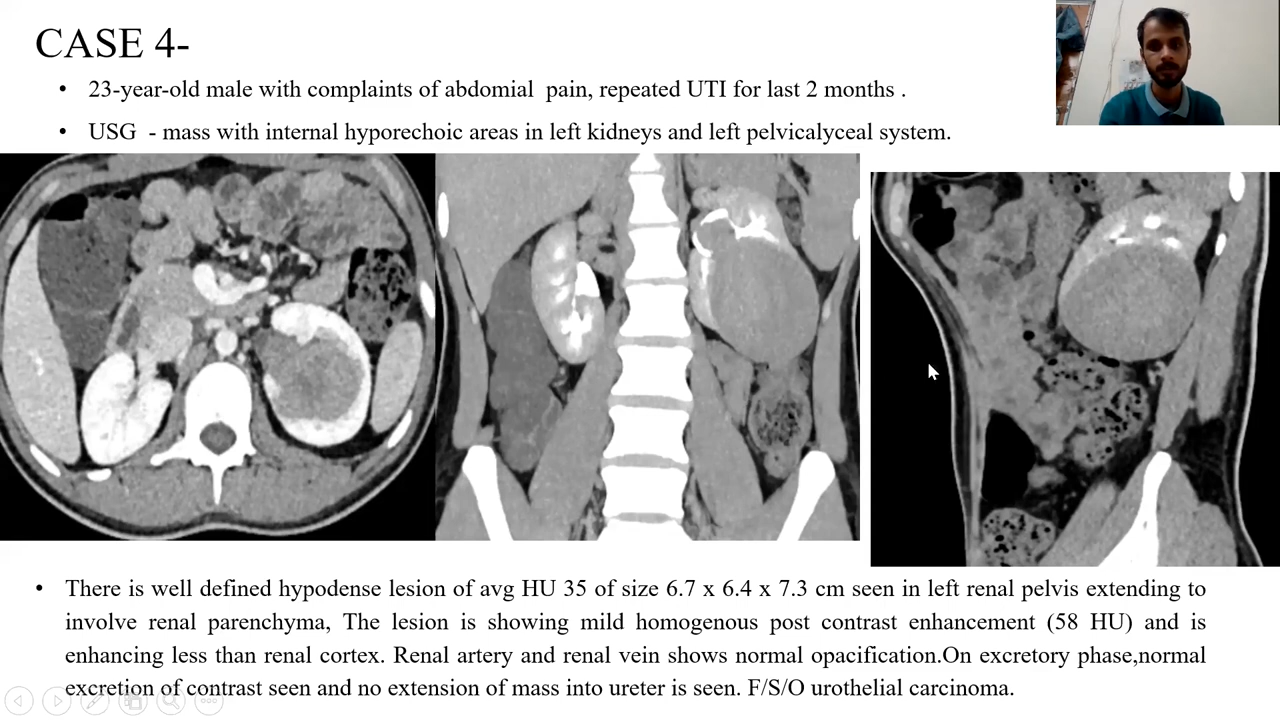 CASE 4-
• 23-year-old male with complaints of abdomial pain, repeated UTI for last 2 months .
• USG - mass with internal hyporechoic areas in left kidneys and left pelvicalyceal system.
• There is well defined hypodense lesion of avg HU 35 of size 6.7 x 6.4 x 7.3 cm seen in left renal pelvis extending to
involve renal parenchyma, The lesion is showing mild homogenous post contrast enhancement (58 HU) and is
enhancing less than renal cortex. Renal artery and renal vein shows normal opacification.On excretory phase,normal
excretion of contrast seen and no extension of mass into ureter is seen. F/S/O urothelial carcinoma.